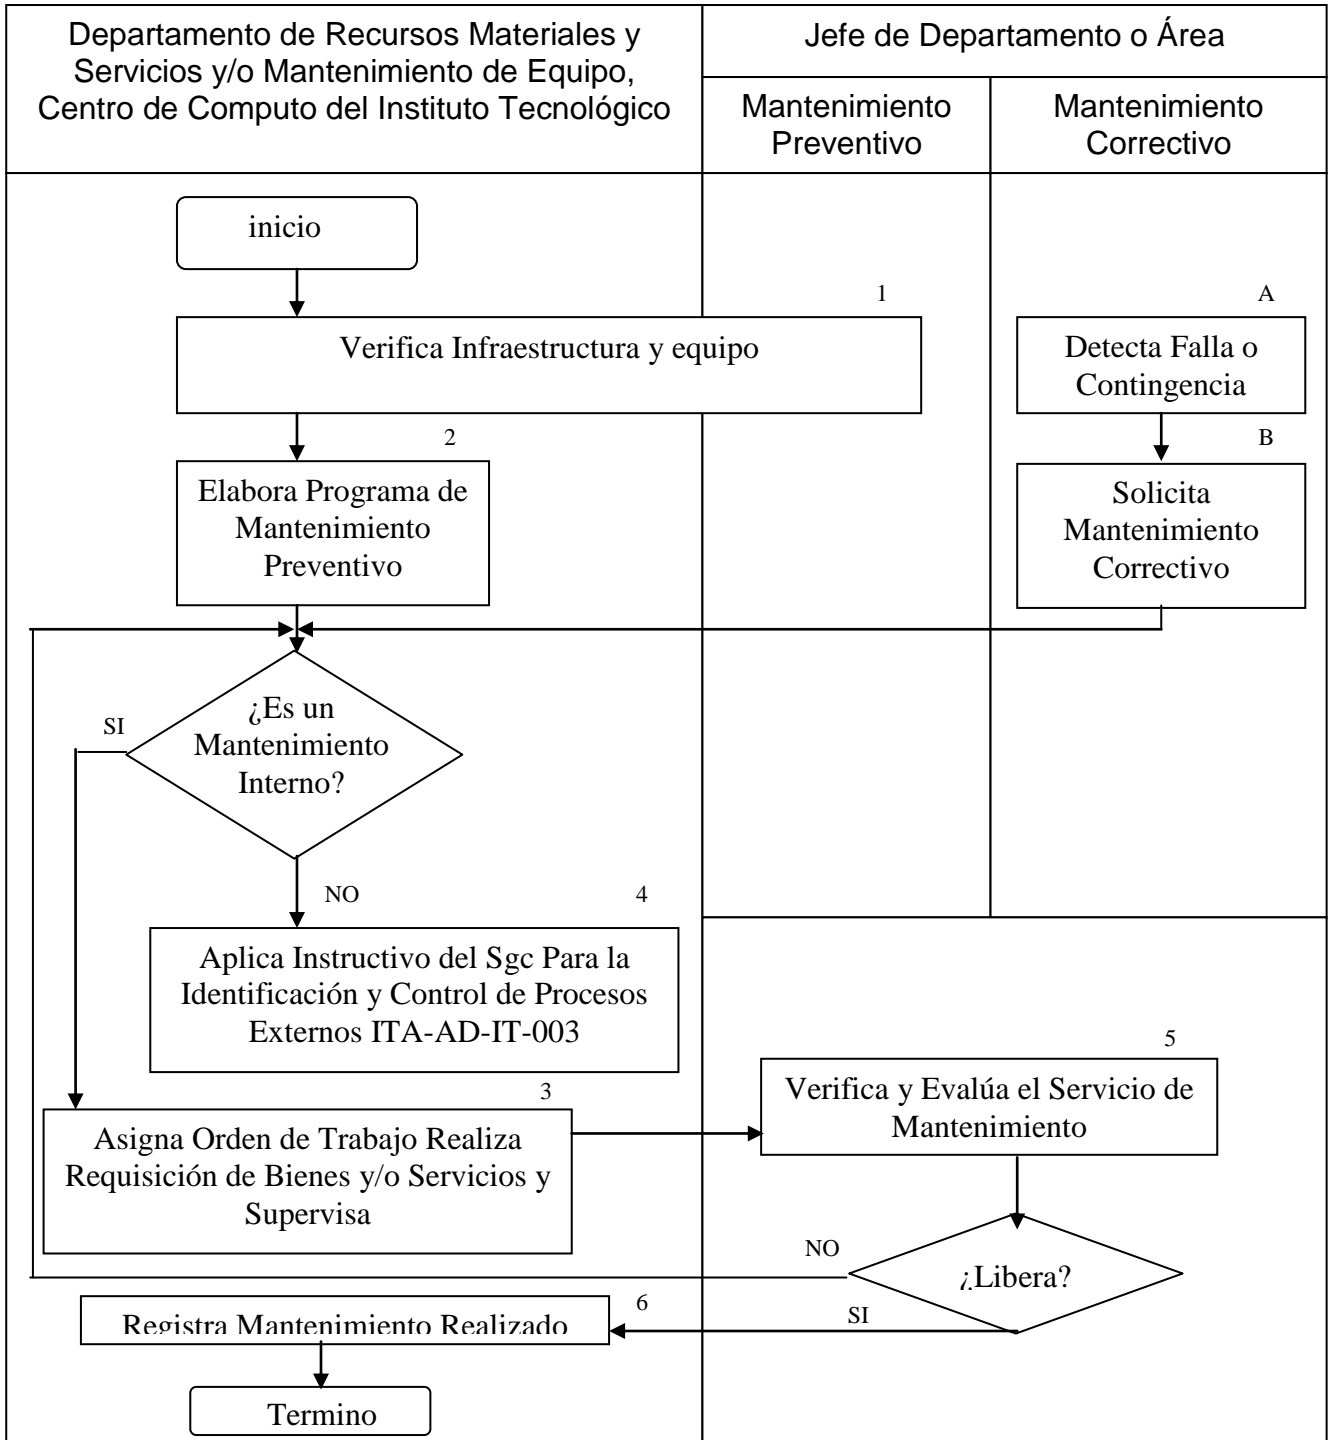 Departamento de Recursos Materiales y
Servicios y/o Mantenimiento de Equipo,
Centro de Computo del Instituto Tecnológico
Jefe de Departamento o Área
Mantenimiento
Preventivo
Mantenimiento
Correctivo
inicio
1
Verifica Infraestructura y equipo
A
Detecta Falla o
Contingencia
2
Elabora Programa de
Mantenimiento
Preventivo
B
Solicita
Mantenimiento
Correctivo
¿Es un
Mantenimiento
Interno?
SI
NO
4
Aplica Instructivo del Sgc Para la
Identificación y Control de Procesos
Externos ITA-AD-IT-003
3
Asigna Orden de Trabajo Realiza
Requisición de Bienes y/o Servicios y
Supervisa
5
Verifica y Evalúa el Servicio de
Mantenimiento
NO
¿Libera?
SI
6
Registra Mantenimiento Realizado
Termino